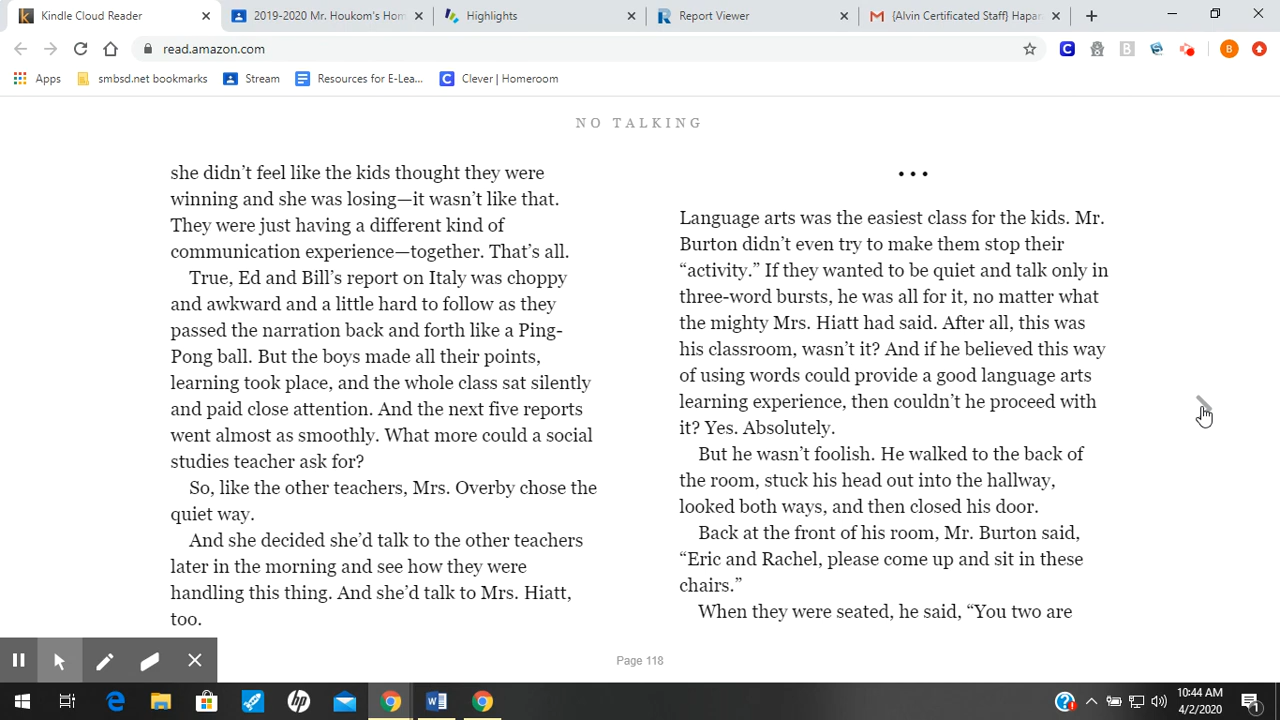 Kindle Cloud Reader
2019-2020 Mr. Houkom's Hom
Highlights
Report Viewer
{Alvin Certificated Staff} Hapar
read.amazon.com
Apps
smbsd.net bookmarks
Stream
Resources for E-Lea...
Clever | Homeroom
NO TALKING
she didn’t feel like the kids thought they were
winning and she was losing—it wasn’t like that.
They were just having a different kind of
communication experience—together. That’s all.
True, Ed and Bill’s report on Italy was choppy
and awkward and a little hard to follow as they
passed the narration back and forth like a Ping-
Pong ball. But the boys made all their points,
learning took place, and the whole class sat silently
and paid close attention. And the next five reports
went almost as smoothly. What more could a social
studies teacher ask for?
So, like the other teachers, Mrs. Overby chose the
quiet way.
And she decided she’d talk to the other teachers
later in the morning and see how they were
handling this thing. And she’d talk to Mrs. Hiatt,
too.
• • •
Language arts was the easiest class for the kids. Mr.
Burton didn’t even try to make them stop their
“activity.” If they wanted to be quiet and talk only in
three-word bursts, he was all for it, no matter what
the mighty Mrs. Hiatt had said. After all, this was
his classroom, wasn’t it? And if he believed this way
of using words could provide a good language arts
learning experience, then couldn’t he proceed with
it? Yes. Absolutely.
But he wasn’t foolish. He walked to the back of
the room, stuck his head out into the hallway,
looked both ways, and then closed his door.
Back at the front of his room, Mr. Burton said,
“Eric and Rachel, please come up and sit in these
chairs.”
When they were seated, he said, “You two are
Page 118
10:44 AM
4/2/2020